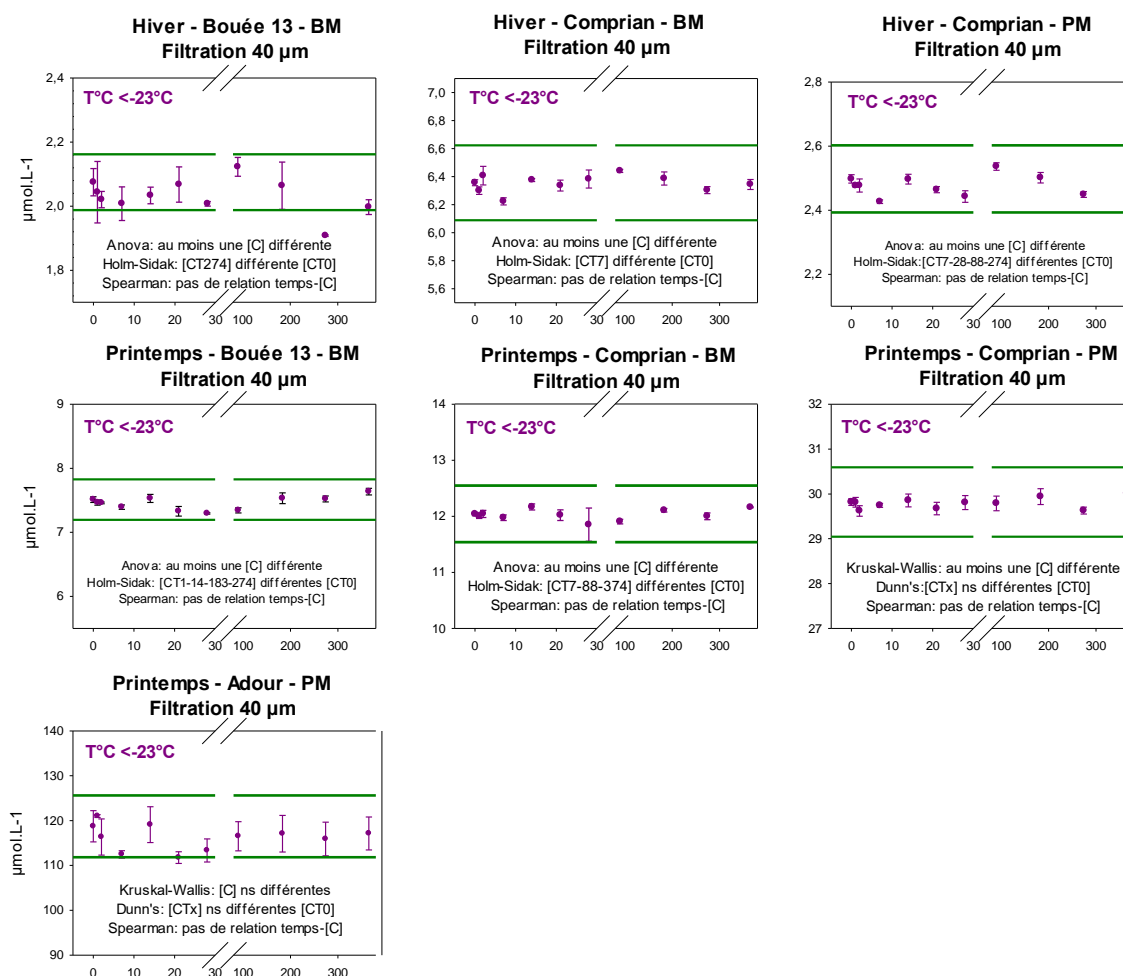 Hiver - Bouée 13 - BM
Filtration 40 µm
T°C <-23°C
2,4
2,2
2,0
1,8
µmol.L-1
Anova: au moins une [C] différente
Holm-Sidak: [CT274] différente [CT0]
Spearman: pas de relation temps-[C]
0 10 20 30 100 200 300
Hiver - Comprian - BM
Filtration 40 µm
T°C <-23°C
7,0
6,8
6,6
6,4
6,2
6,0
5,8
5,6
Anova: au moins une [C] différente
Holm-Sidak: [CT7] différente [CT0]
Spearman: pas de relation temps-[C]
0 10 20 30 100 200 300
Hiver - Comprian - PM
Filtration 40 µm
T°C <-23°C
2,8
2,6
2,4
2,2
Anova: au moins une [C] différente
Holm-Sidak:[CT7-28-88-274] différentes [CT0]
Spearman: pas de relation temps-[C]
0 10 20 30 100 200 300
Printemps - Bouée 13 - BM
Filtration 40 µm
T°C <-23°C
9
8
7
6
µmol.L-1
Anova: au moins une [C] différente
Holm-Sidak: [CT1-14-183-274] différentes [CT0]
Spearman: pas de relation temps-[C]
0 10 20 30 100 200 300
Printemps - Comprian - BM
Filtration 40 µm
T°C <-23°C
14
13
12
11
10
Anova: au moins une [C] différente
Holm-Sidak: [CT7-88-374] différentes [CT0]
Spearman: pas de relation temps-[C]
0 10 20 30 100 200 300
Printemps - Comprian - PM
Filtration 40 µm
T°C <-23°C
32
31
30
29
28
27
Kruskal-Wallis: au moins une [C] différente
Dunn's:[CTx] ns différentes [CT0]
Spearman: pas de relation temps-[C]
0 10 20 30 100 200 300
Printemps - Adour - PM
Filtration 40 µm
T°C <-23°C
140
130
120
110
100
90
µmol.L-1
Kruskal-Wallis: [C] ns différentes
Dunn's: [CTx] ns différentes [CT0]
Spearman: pas de relation temps-[C]
0 10 20 30 100 200 300